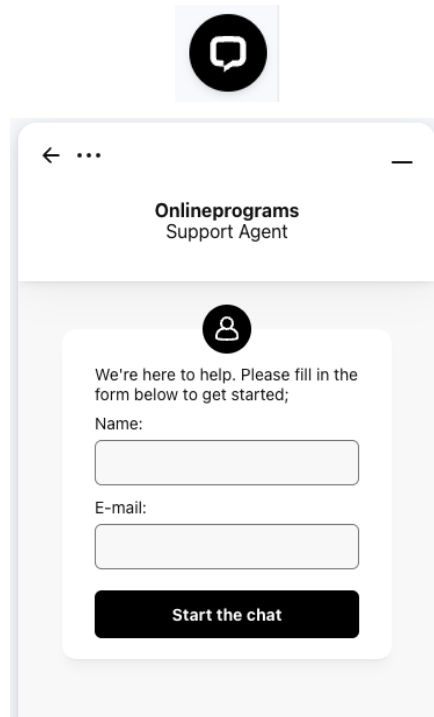 Onlineprograms
Support Agent
We're here to help. Please fill in the
form below to get started;
Name:
E-mail:
Start the chat